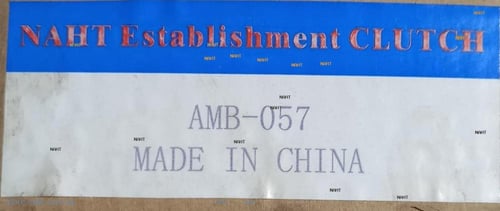 NAHT Establishment CLUTCH
AMB-057
MADE IN CHINA